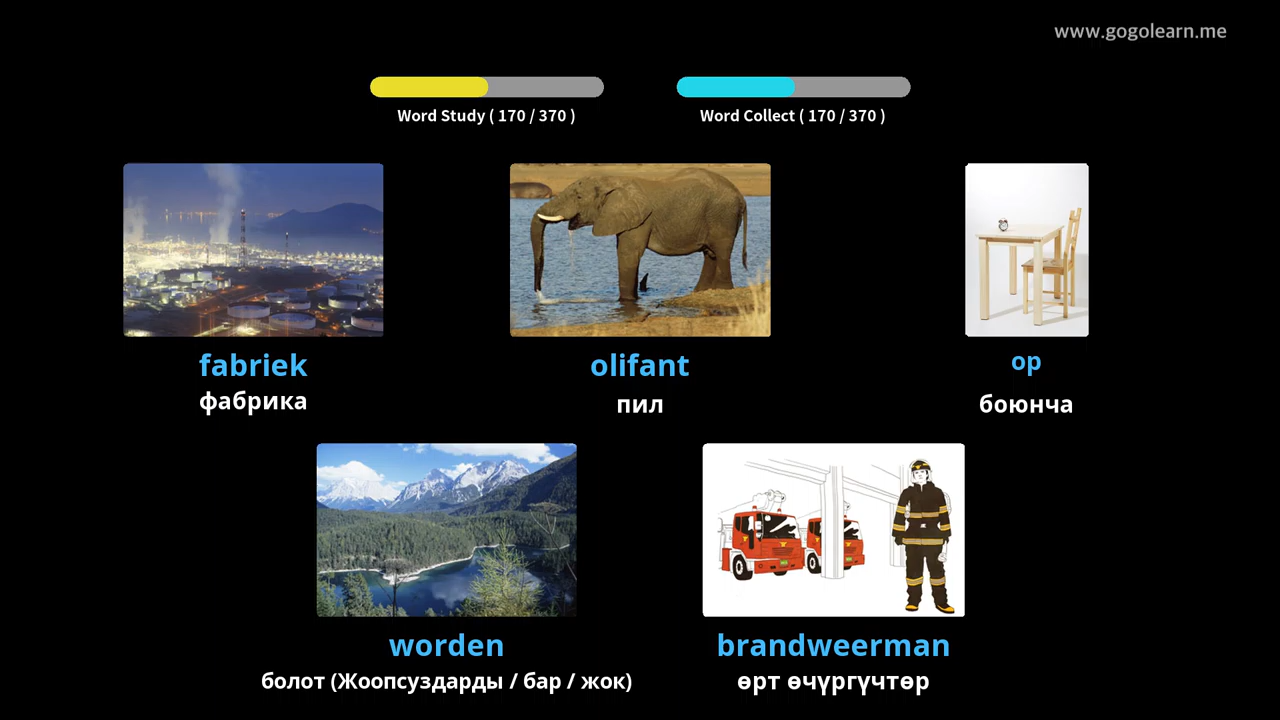 www.gogolearn.me
Word Study ( 170 / 370 )
Word Collect ( 170 / 370 )
fabriek
фабрика
olifant
пил
op
боюнча
worden
болот (Жоопсуздарды / бар / жок)
brandweerman
өрт өчүргүчтөр